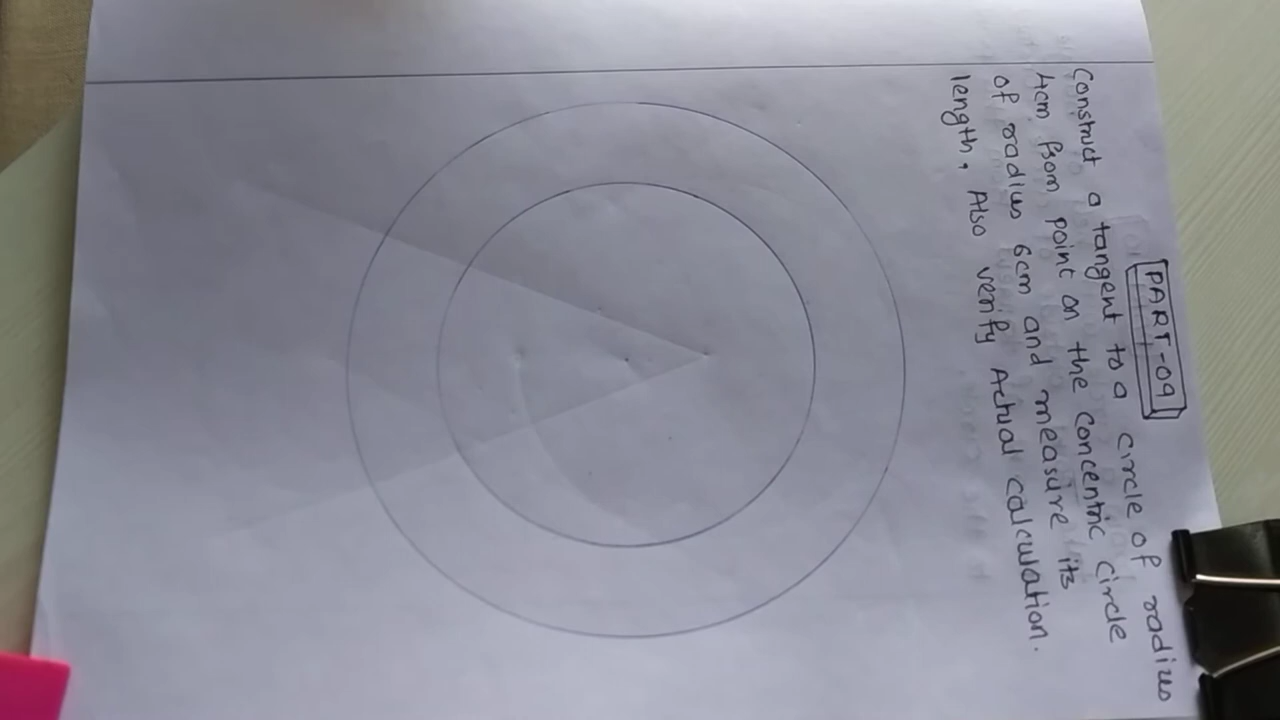 PART-09
Construct a tangent to a circle of radius
4cm from point on the concentric circle
of radius 6cm and measure its
length. Also verify Actual calculation.